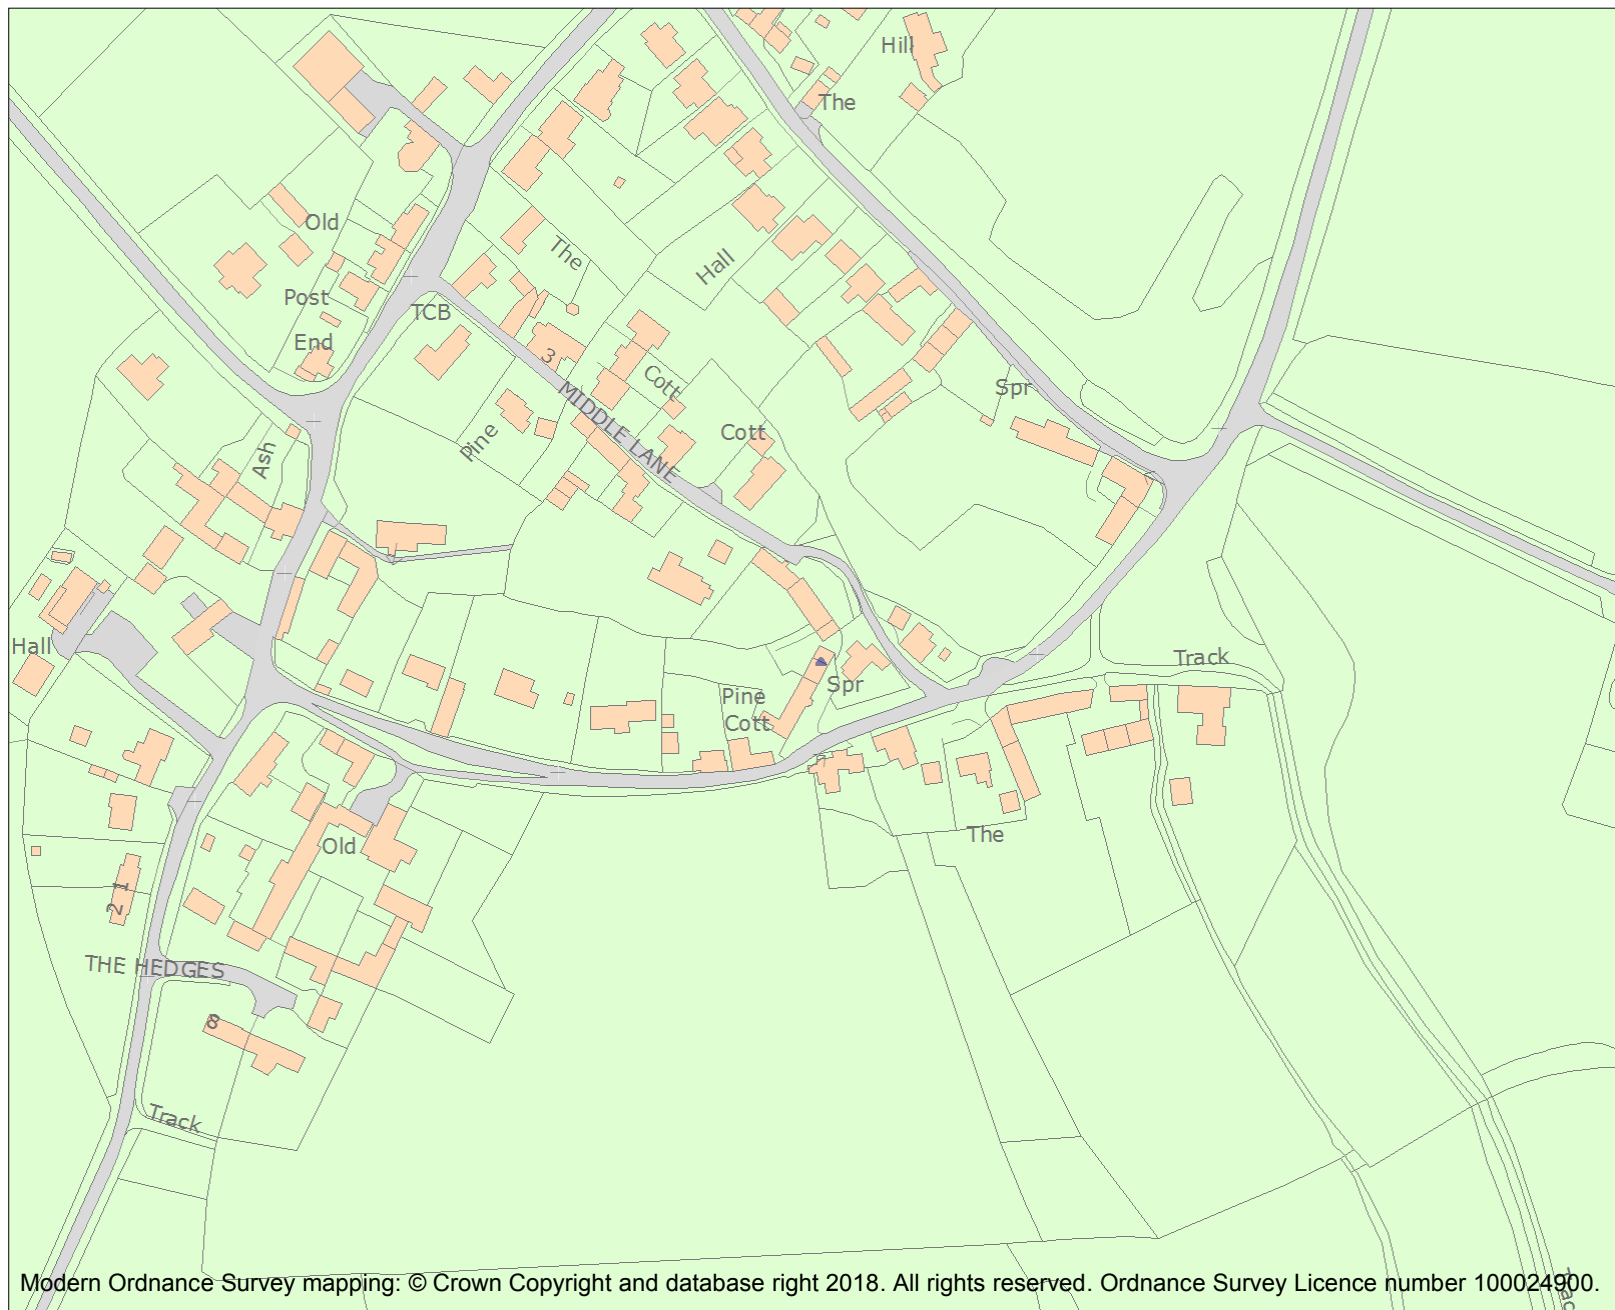 Hill
The
Old
The
Hall
Post
TCB
End
3
Cott
MIDDLE LANE
Spr
Pine
Cott
Ash
Hall
Track
Spr
Pine
Cott
The
Old
1
2
THE HEDGES
8
Track
Trac
Modern Ordnance Survey mapping: © Crown Copyright and database right 2018. All rights reserved. Ordnance Survey Licence number 100024900.